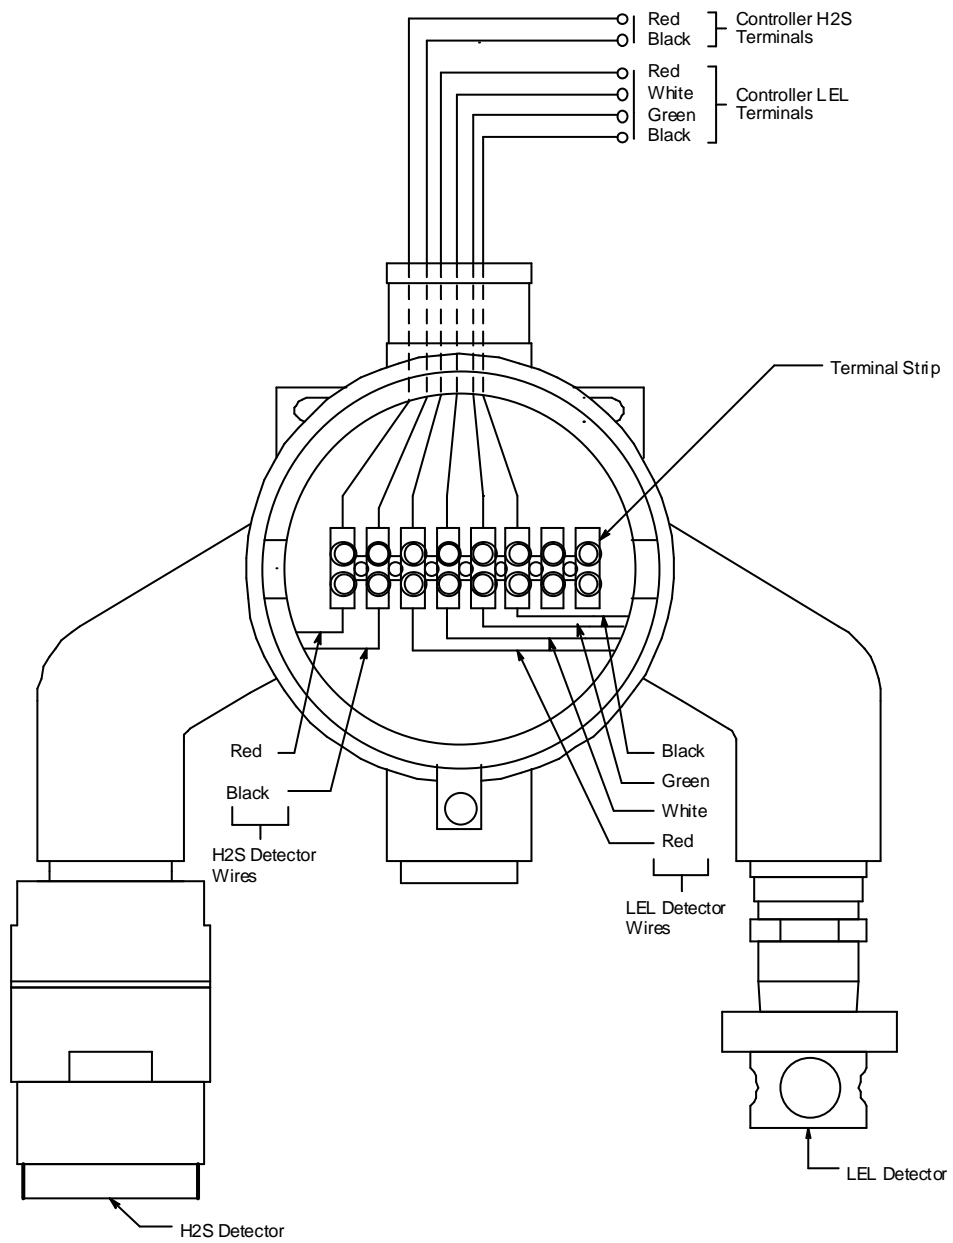 Red
Black
Controller H2S
Terminals
Red
White
Green
Black
Controller LEL
Terminals
Terminal Strip
Red
Black
H2S Detector
Wires
Black
Green
White
Red
LEL Detector
Wires
LEL Detector
H2S Detector